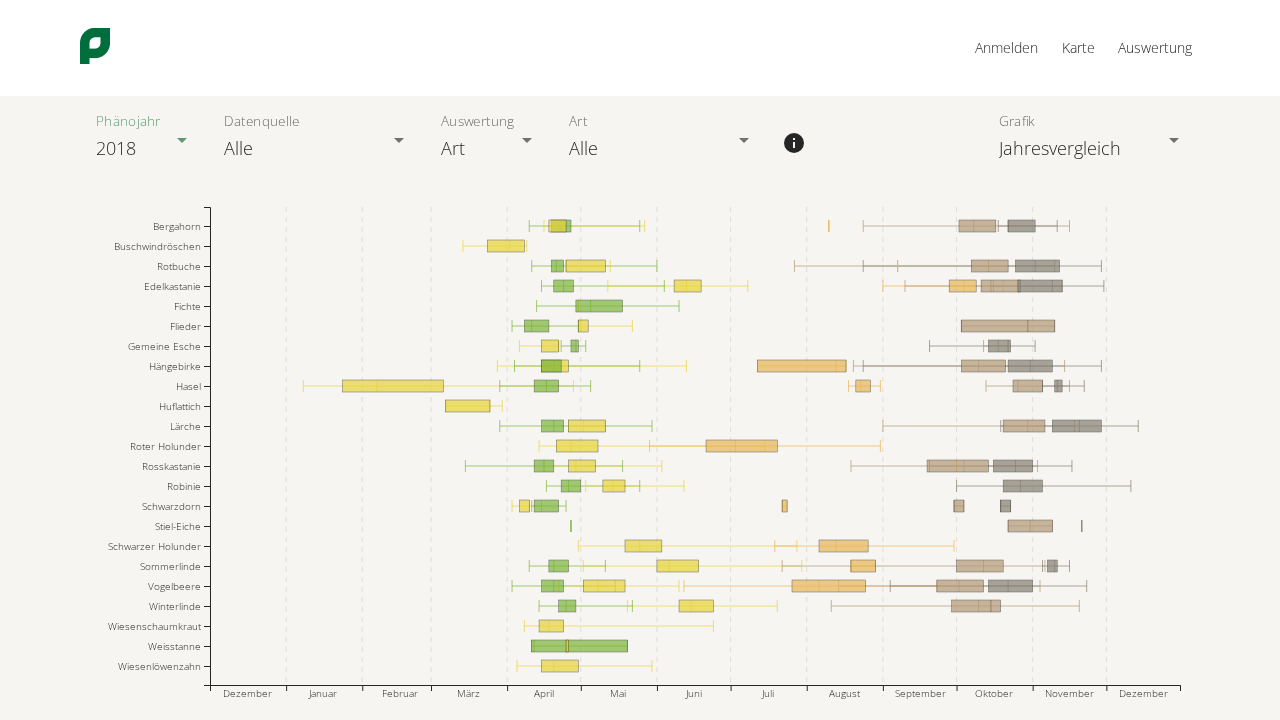 Anmelden Karte Auswertung
Phänojahr Datenquelle Auswertung Art Grafik
2018 Alle Art Alle Jahresvergleich
Bergahorn
Buschwindröschen
Rotbuche
Edelkastanie
Fichte
Flieder
Gemeine Esche
Hängebirke
Hasel
Huflattich
Lärche
Roter Holunder
Rosskastanie
Robinie
Schwarzdorn
Stiel-Eiche
Schwarzer Holunder
Sommerlinde
Vogelbeere
Winterlinde
Wiesenschaumkraut
Weisstanne
Wiesenlöwenzahn
Dezember Januar Februar März April Mai Juni Juli August September Oktober November Dezember